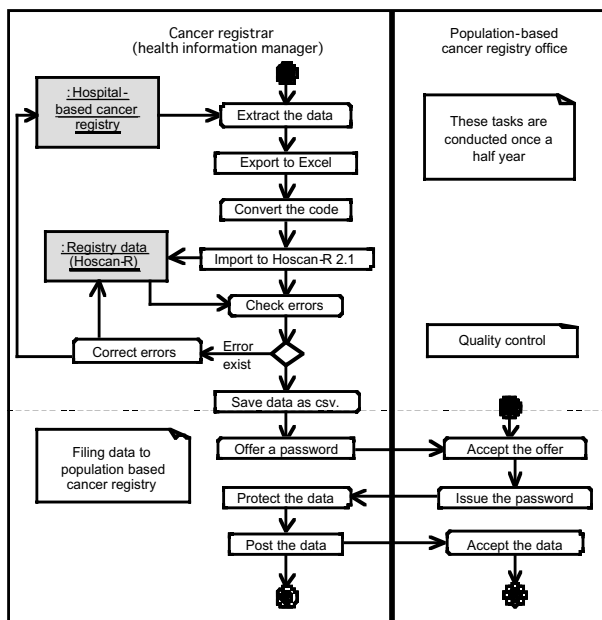 Cancer registrar
(health information manager)
Population-based
cancer registry office
: Hospital-
based cancer
registry
Extract the data
These tasks are
conducted once a
half year
Export to Excel
Convert the code
: Registry data
(Hoscan-R)
Import to Hoscan-R 2.1
Check errors
Correct errors
Error
exist
Quality control
Save data as csv.
Filing data to
population based
cancer registry
Offer a password
Accept the offer
Protect the data
Issue the password
Post the data
Accept the data